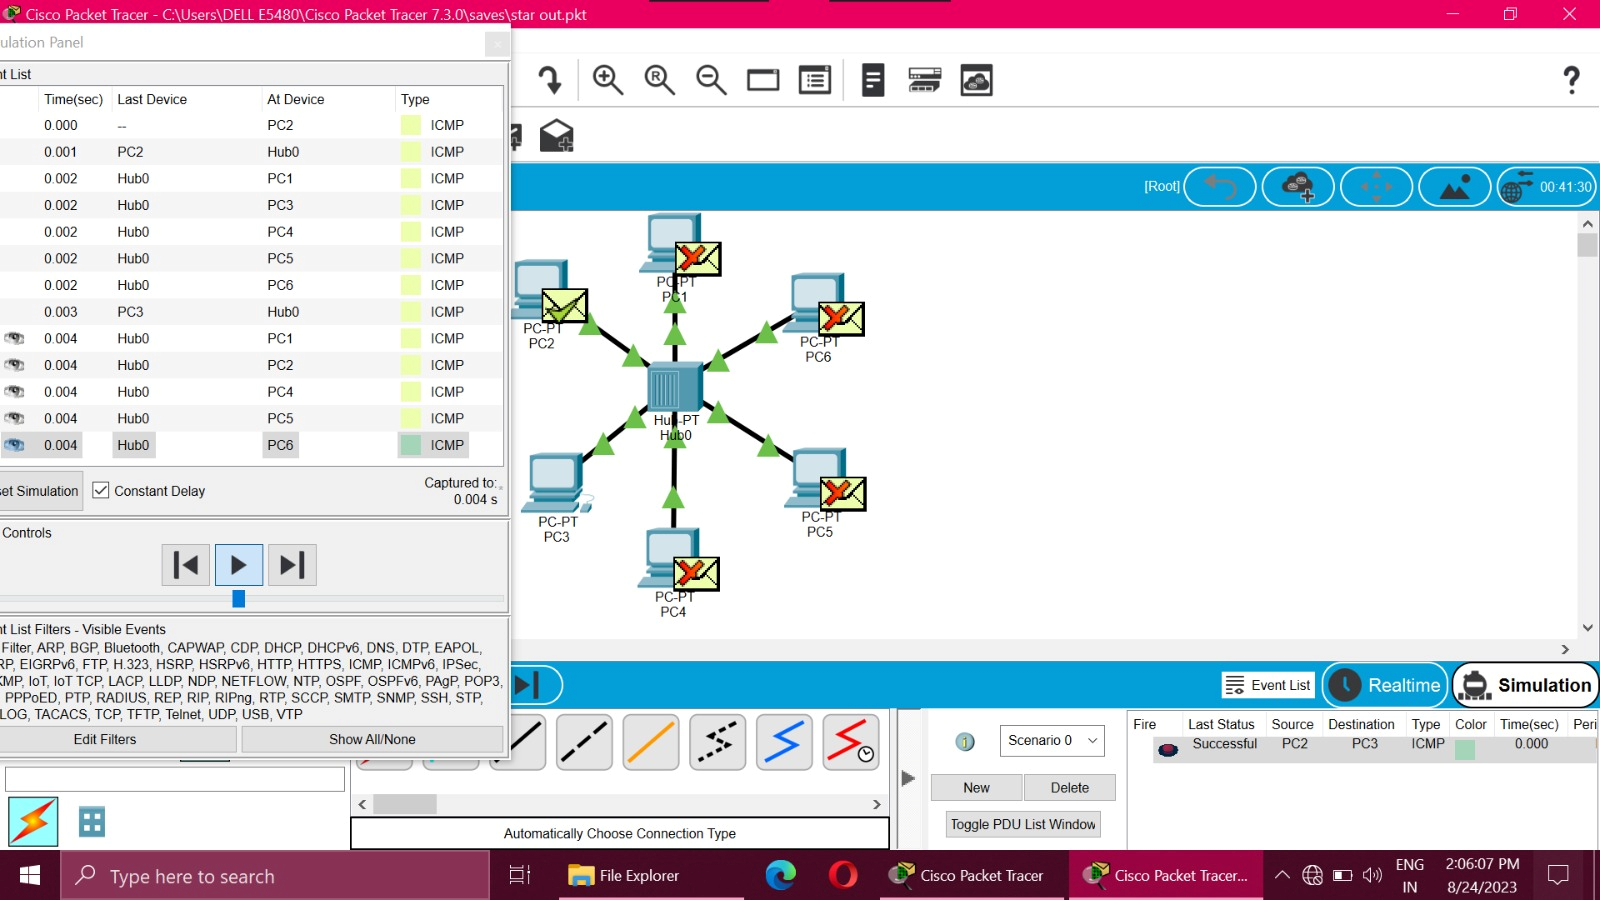 Cisco Packet Tracer - C:\Users\DELL E5480\Cisco Packet Tracer 7.3.0\saves\star out.pkt
ulation Panel
nt List
Time(sec) Last Device At Device Type
0.000 -- PC2 ICMP
0.001 PC2 Hub0 ICMP
0.002 Hub0 PC1 ICMP
0.002 Hub0 PC3 ICMP
0.002 Hub0 PC4 ICMP
0.002 Hub0 PC5 ICMP
0.002 Hub0 PC6 ICMP
0.003 PC3 Hub0 ICMP
0.004 Hub0 PC1 ICMP
0.004 Hub0 PC2 ICMP
0.004 Hub0 PC4 ICMP
0.004 Hub0 PC5 ICMP
0.004 Hub0 PC6 ICMP
et Simulation Constant Delay Captured to:
0.004 s
Controls
nt List Filters - Visible Events
Filter, ARP, BGP, Bluetooth, CAPWAP, CDP, DHCP, DHCPv6, DNS, DTP, EAPOL,
RP, EIGRPv6, FTP, H.323, HSRP, HSRPv6, HTTP, HTTPS, ICMP, ICMPv6, IPSec,
KMP, IoT, IoT TCP, LACP, LLDP, NDP, NETFLOW, NTP, OSPF, OSPFv6, PAgP, POP3,
PPPoED, PTP, RADIUS, REP, RIP, RIPng, RTP, SCCP, SMTP, SNMP, SSH, STP,
LOG, TACACS, TCP, TFTP, Telnet, UDP, USB, VTP
Edit Filters Show All/None
[Root] 00:41:30
PC-PT
PC1
PC-PT
PC2
PC-PT
PC6
Hub-PT
Hub0
PC-PT
PC3
PC-PT
PC5
PC-PT
PC4
Event List Realtime Simulation
Scenario 0
New Delete
Toggle PDU List Window
Fire Last Status Source Destination Type Color Time(sec) Peri
Successful PC2 PC3 ICMP 0.000
Automatically Choose Connection Type
Type here to search
File Explorer
Cisco Packet Tracer
Cisco Packet Tracer...
ENG
IN
2:06:07 PM
8/24/2023